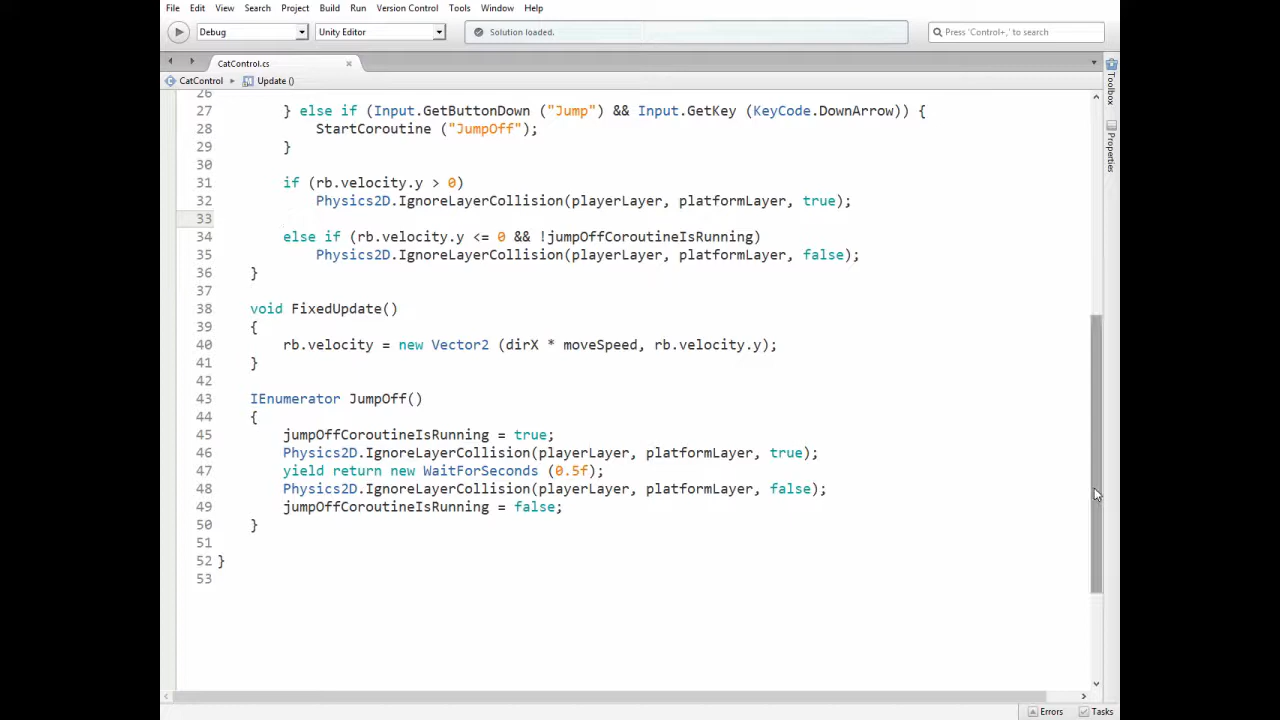 File Edit View Search Project Build Run Version Control Tools Window Help
Debug Unity Editor Solution loaded. Press 'Control+,' to search
CatControl.cs
CatControl Update ()
Toolbox
Properties
26
27 } else if (Input.GetButtonDown ("Jump") && Input.GetKey (KeyCode.DownArrow)) {
28 StartCoroutine ("JumpOff");
29 }
30
31 if (rb.velocity.y > 0)
32 Physics2D.IgnoreLayerCollision(playerLayer, platformLayer, true);
33
34 else if (rb.velocity.y <= 0 && !jumpOffCoroutineIsRunning)
35 Physics2D.IgnoreLayerCollision(playerLayer, platformLayer, false);
36 }
37
38 void FixedUpdate()
39 {
40 rb.velocity = new Vector2 (dirX * moveSpeed, rb.velocity.y);
41 }
42
43 IEnumerator JumpOff()
44 {
45 jumpOffCoroutineIsRunning = true;
46 Physics2D.IgnoreLayerCollision(playerLayer, platformLayer, true);
47 yield return new WaitForSeconds (0.5f);
48 Physics2D.IgnoreLayerCollision(playerLayer, platformLayer, false);
49 jumpOffCoroutineIsRunning = false;
50 }
51
52 }
53
Errors Tasks